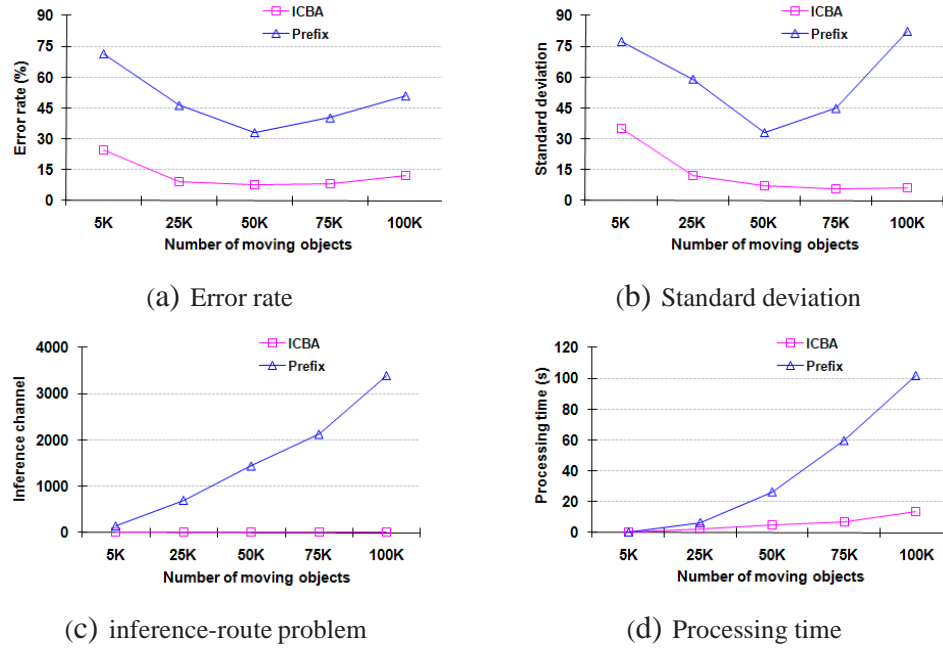 ICBA
Prefix
90
75
60
45
30
15
0
Error rate (%)
5K 25K 50K 75K 100K
Number of moving objects
(a) Error rate
ICBA
Prefix
90
75
60
45
30
15
0
Standard deviation
5K 25K 50K 75K 100K
Number of moving objects
(b) Standard deviation
ICBA
Prefix
4000
3000
2000
1000
0
Inference channel
5K 25K 50K 75K 100K
Number of moving objects
(c) inference-route problem
ICBA
Prefix
120
100
80
60
40
20
0
Processing time (s)
5K 25K 50K 75K 100K
Number of moving objects
(d) Processing time